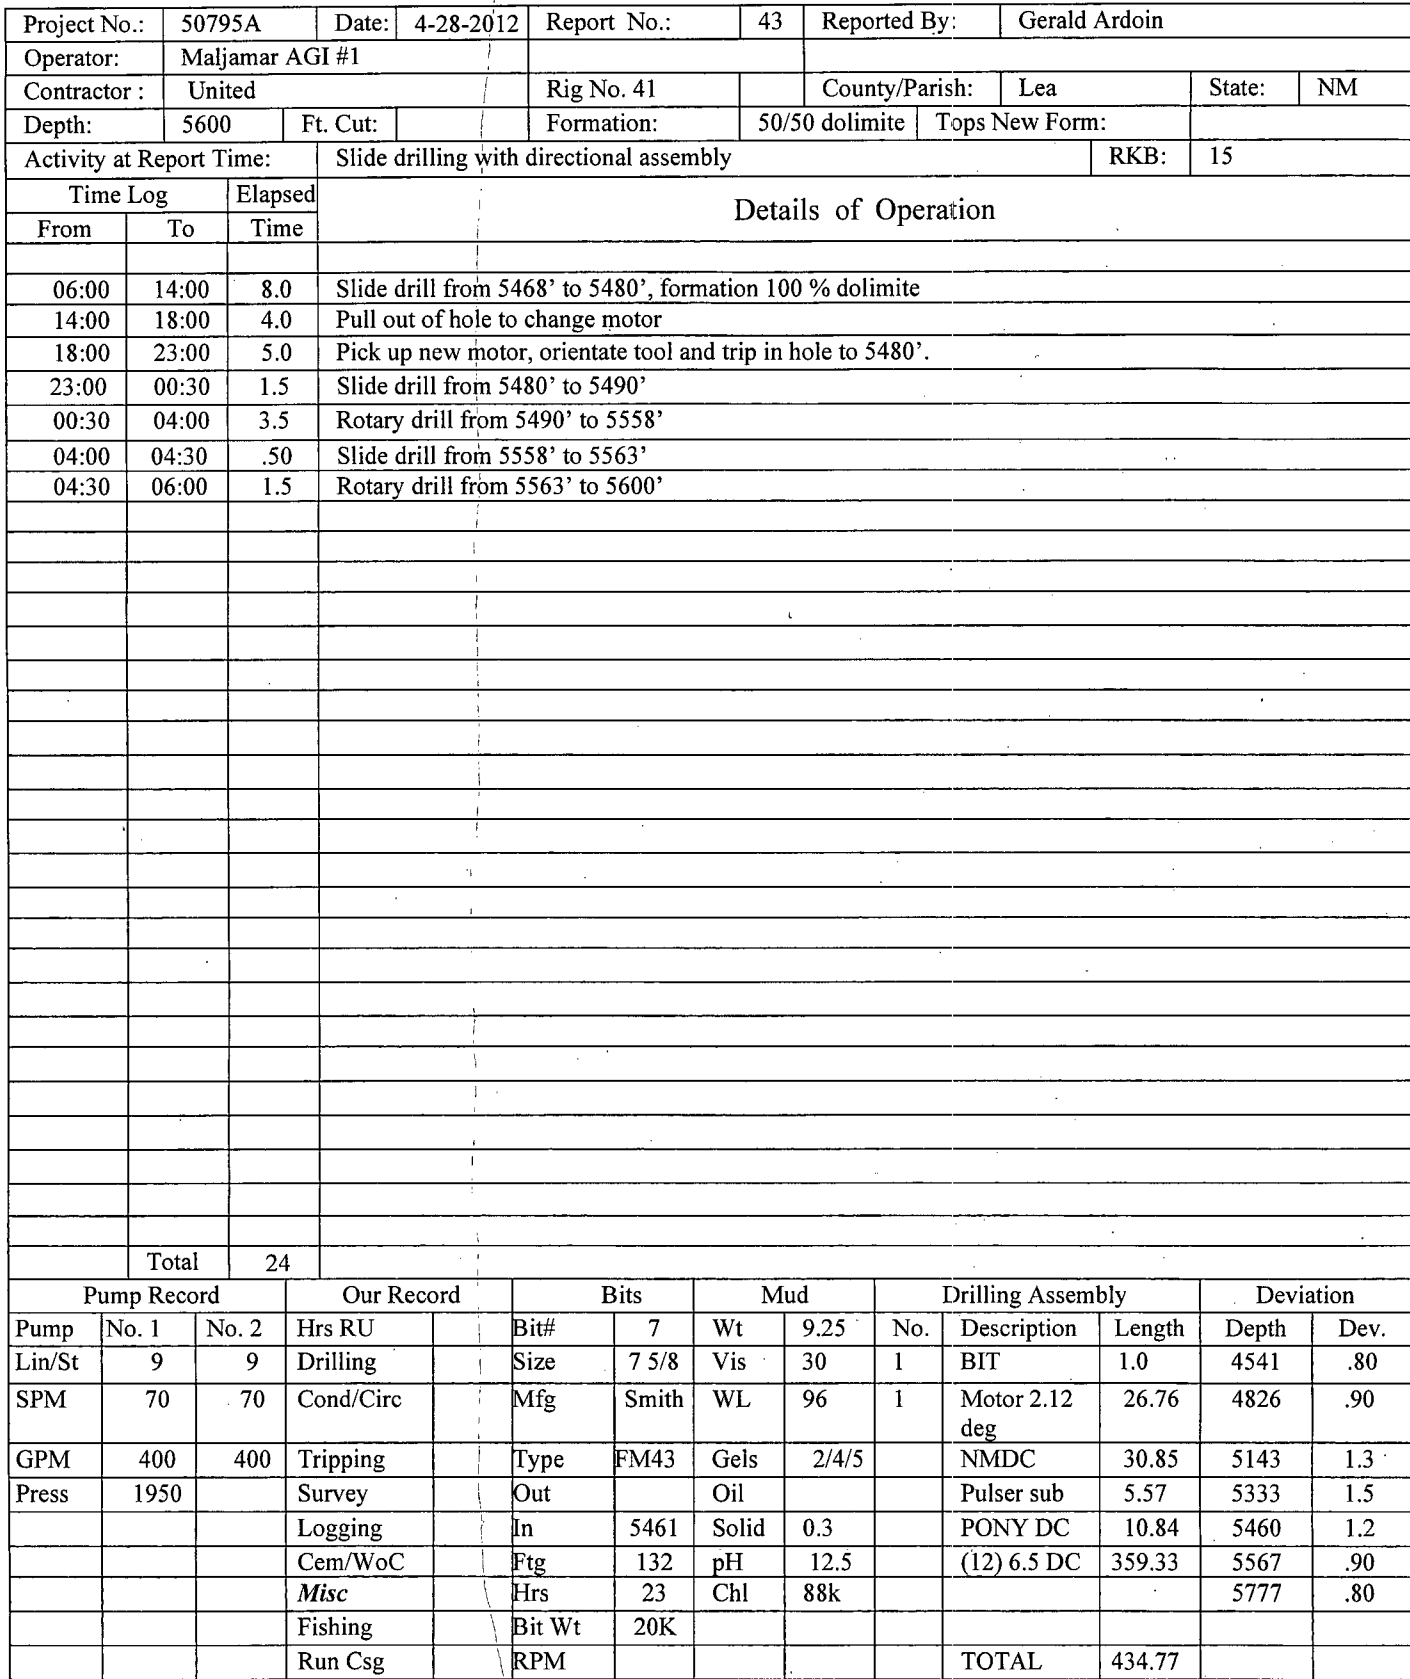 Project No.: 50795A Date: 4-28-2012 Report No.: 43 Reported By: Gerald Ardoin
Operator: Maljamar AGI #1
Contractor : United Rig No. 41 County/Parish: Lea State: NM
Depth: 5600 Ft. Cut: Formation: 50/50 dolimite Tops New Form:
Activity at Report Time: Slide drilling with directional assembly RKB: 15
Time Log Elapsed Details of Operation
From To Time
06:00 14:00 8.0 Slide drill from 5468’ to 5480’, formation 100 % dolimite
14:00 18:00 4.0 Pull out of hole to change motor
18:00 23:00 5.0 Pick up new motor, orientate tool and trip in hole to 5480’.
23:00 00:30 1.5 Slide drill from 5480’ to 5490’
00:30 04:00 3.5 Rotary drill from 5490’ to 5558’
04:00 04:30 .50 Slide drill from 5558’ to 5563’
04:30 06:00 1.5 Rotary drill from 5563’ to 5600’
Total 24
Pump Record Our Record Bits Mud Drilling Assembly Deviation
Pump No. 1 No. 2 Hrs RU Bit# 7 Wt 9.25 No. Description Length Depth Dev.
Lin/St 9 9 Drilling Size 7 5/8 Vis 30 1 BIT 1.0 4541 .80
SPM 70 70 Cond/Circ Mfg Smith WL 96 1 Motor 2.12 26.76 4826 .90
deg
GPM 400 400 Tripping Type FM43 Gels 2/4/5 NMDC 30.85 5143 1.3
Press 1950 Survey Out Oil Pulser sub 5.57 5333 1.5
Logging In 5461 Solid 0.3 PONY DC 10.84 5460 1.2
Cem/WoC Ftg 132 pH 12.5 (12) 6.5 DC 359.33 5567 .90
Misc Hrs 23 Chl 88k 5777 .80
Fishing Bit Wt 20K
Run Csg RPM TOTAL 434.77